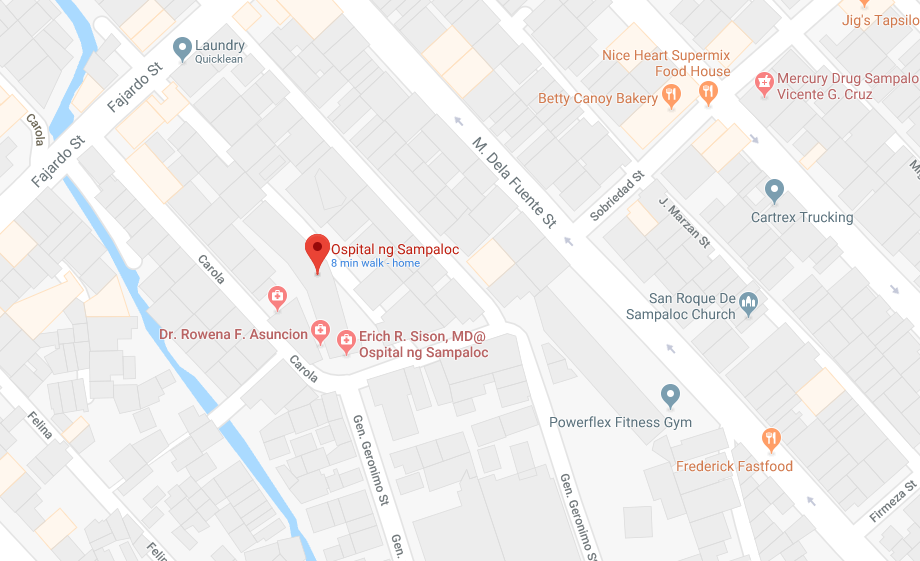 Jig's Tapsilo
Laundry
Quicklean
Nice Heart Supermix
Food House
Mercury Drug Sampalo
Vicente G. Cruz
Betty Canoy Bakery
Fajardo St
Carola
Fajardo St
M. Dela Fuente St
Sobriedad St
J. Marzan St
Mig
Cartrex Trucking
Ospital ng Sampaloc
8 min walk - home
Carola
San Roque De
Sampaloc Church
Dr. Rowena F. Asuncion
Erich R. Sison, MD@
Ospital ng Sampaloc
Carola
Powerflex Fitness Gym
Felina
Gen. Geronimo St
Frederick Fastfood
Gen. Geronimo St
Firmeza St
Felin
Gen.